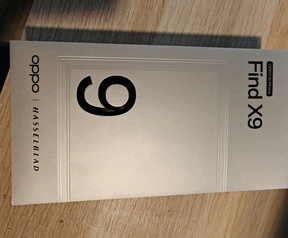 Find X9
9
oppo | HASSELBLAD